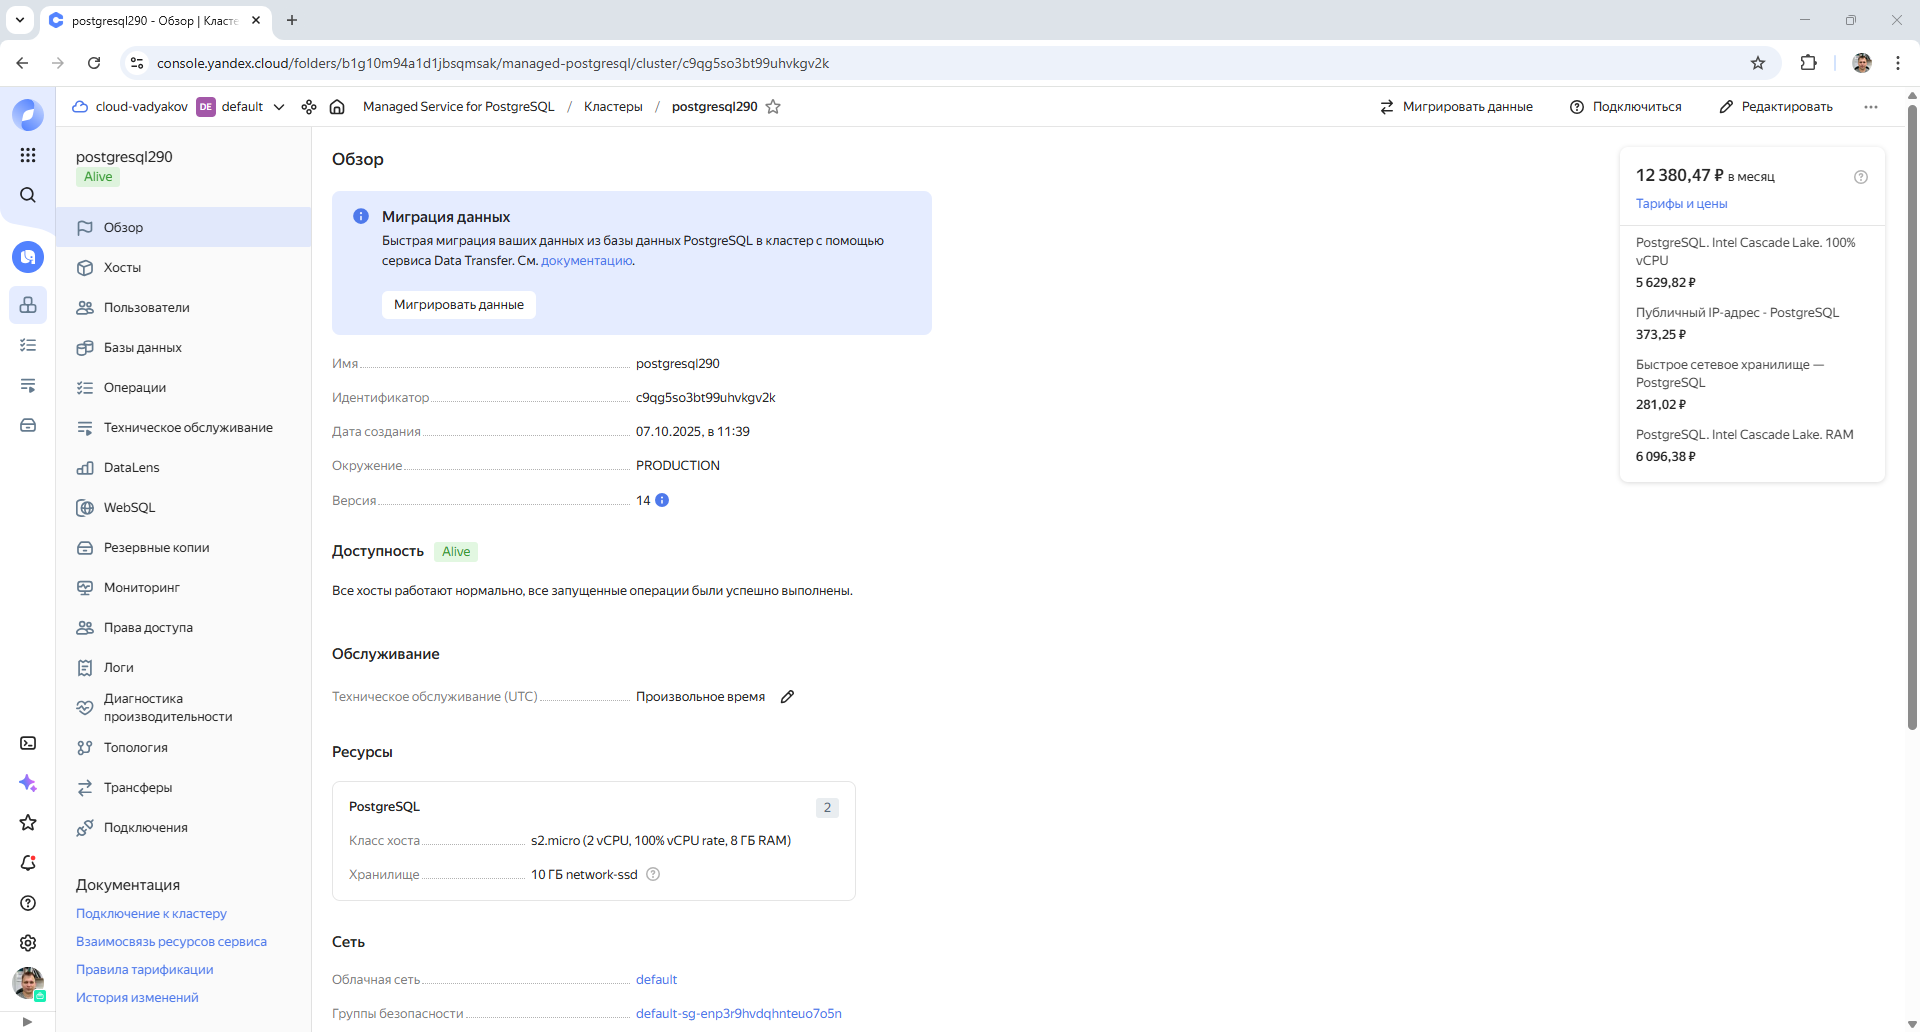 postgresql290 - Обзор | Класте
console.yandex.cloud/folders/b1g10m94a1d1jbsqmsak/managed-postgresql/cluster/c9qg5so3bt99uhvkgv2k
cloud-vadyakov DE default Managed Service for PostgreSQL / Кластеры / postgresql290 Мигрировать данные Подключиться Редактировать
postgresql290
Alive
Обзор
Хосты
Пользователи
Базы данных
Операции
Техническое обслуживание
DataLens
WebSQL
Резервные копии
Мониторинг
Права доступа
Логи
Диагностика
производительности
Топология
Трансферы
Подключения
Документация
Подключение к кластеру
Взаимосвязь ресурсов сервиса
Правила тарификации
История изменений
Обзор
Миграция данных
Быстрая миграция ваших данных из базы данных PostgreSQL в кластер с помощью
сервиса Data Transfer. См. документацию.
Мигрировать данные
Имя postgresql290
Идентификатор c9qg5so3bt99uhvkgv2k
Дата создания 07.10.2025, в 11:39
Окружение PRODUCTION
Версия 14
Доступность Alive
Все хосты работают нормально, все запущенные операции были успешно выполнены.
Обслуживание
Техническое обслуживание (UTC) Произвольное время
Ресурсы
PostgreSQL 2
Класс хоста s2.micro (2 vCPU, 100% vCPU rate, 8 ГБ RAM)
Хранилище 10 ГБ network-ssd
Сеть
Облачная сеть default
Группы безопасности default-sg-enp3r9hvdqhnteuo7o5n
12 380,47 ₽ в месяц
Тарифы и цены
PostgreSQL. Intel Cascade Lake. 100%
vCPU
5 629,82 ₽
Публичный IP-адрес - PostgreSQL
373,25 ₽
Быстрое сетевое хранилище —
PostgreSQL
281,02 ₽
PostgreSQL. Intel Cascade Lake. RAM
6 096,38 ₽